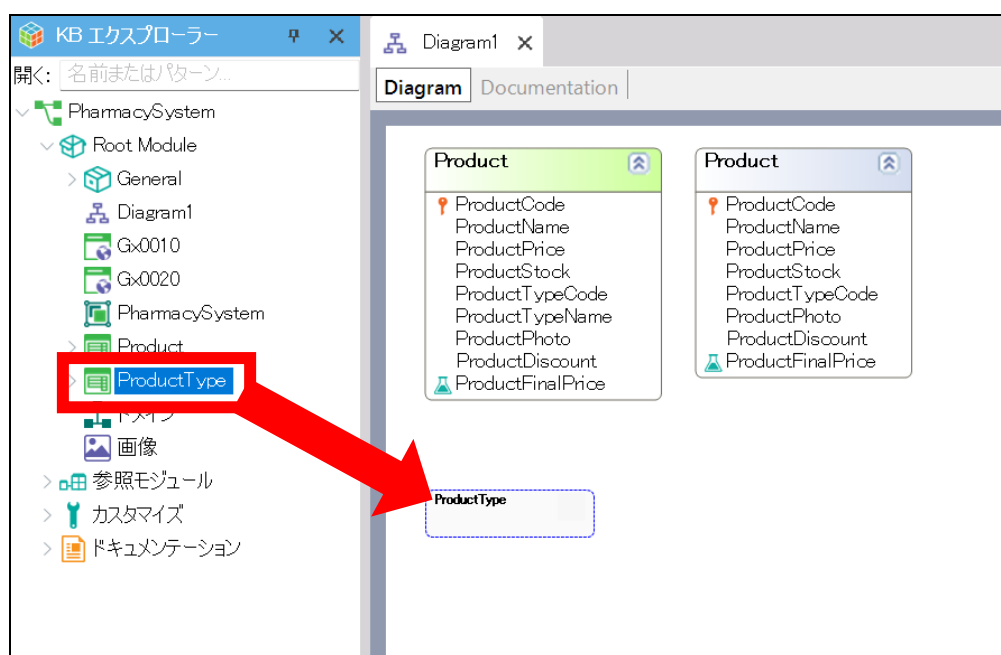 KB エクスプローラー
開く: 名前またはパターン...
PharmacySystem
Root Module
General
Diagram1
Gx0010
Gx0020
PharmacySystem
Product
ProductType
ドメイン
画像
参照モジュール
カスタマイズ
ドキュメンテーション
Diagram1
Diagram Documentation
Product
ProductCode
ProductName
ProductPrice
ProductStock
ProductTypeCode
ProductTypeName
ProductPhoto
ProductDiscount
ProductFinalPrice
Product
ProductCode
ProductName
ProductPrice
ProductStock
ProductTypeCode
ProductPhoto
ProductDiscount
ProductFinalPrice
ProductType